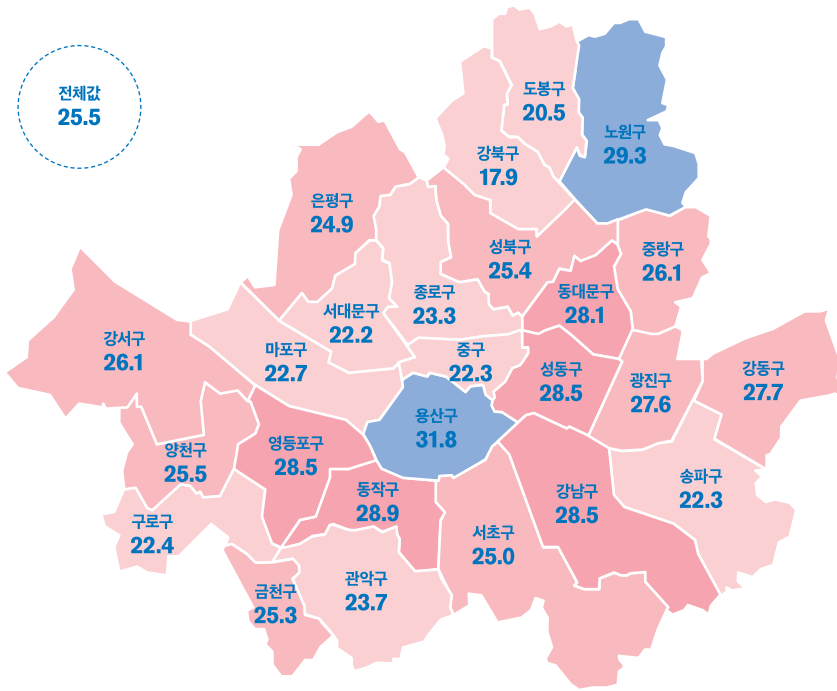 전체값
25.5
도봉구
20.5
노원구
29.3
강북구
17.9
은평구
24.9
성북구
25.4
중랑구
26.1
종로구
23.3
동대문구
28.1
서대문구
22.2
강서구
26.1
마포구
22.7
중구
22.3
성동구
28.5
광진구
27.6
강동구
27.7
용산구
31.8
양천구
25.5
영등포구
28.5
동작구
28.9
강남구
28.5
송파구
22.3
구로구
22.4
서초구
25.0
금천구
25.3
관악구
23.7